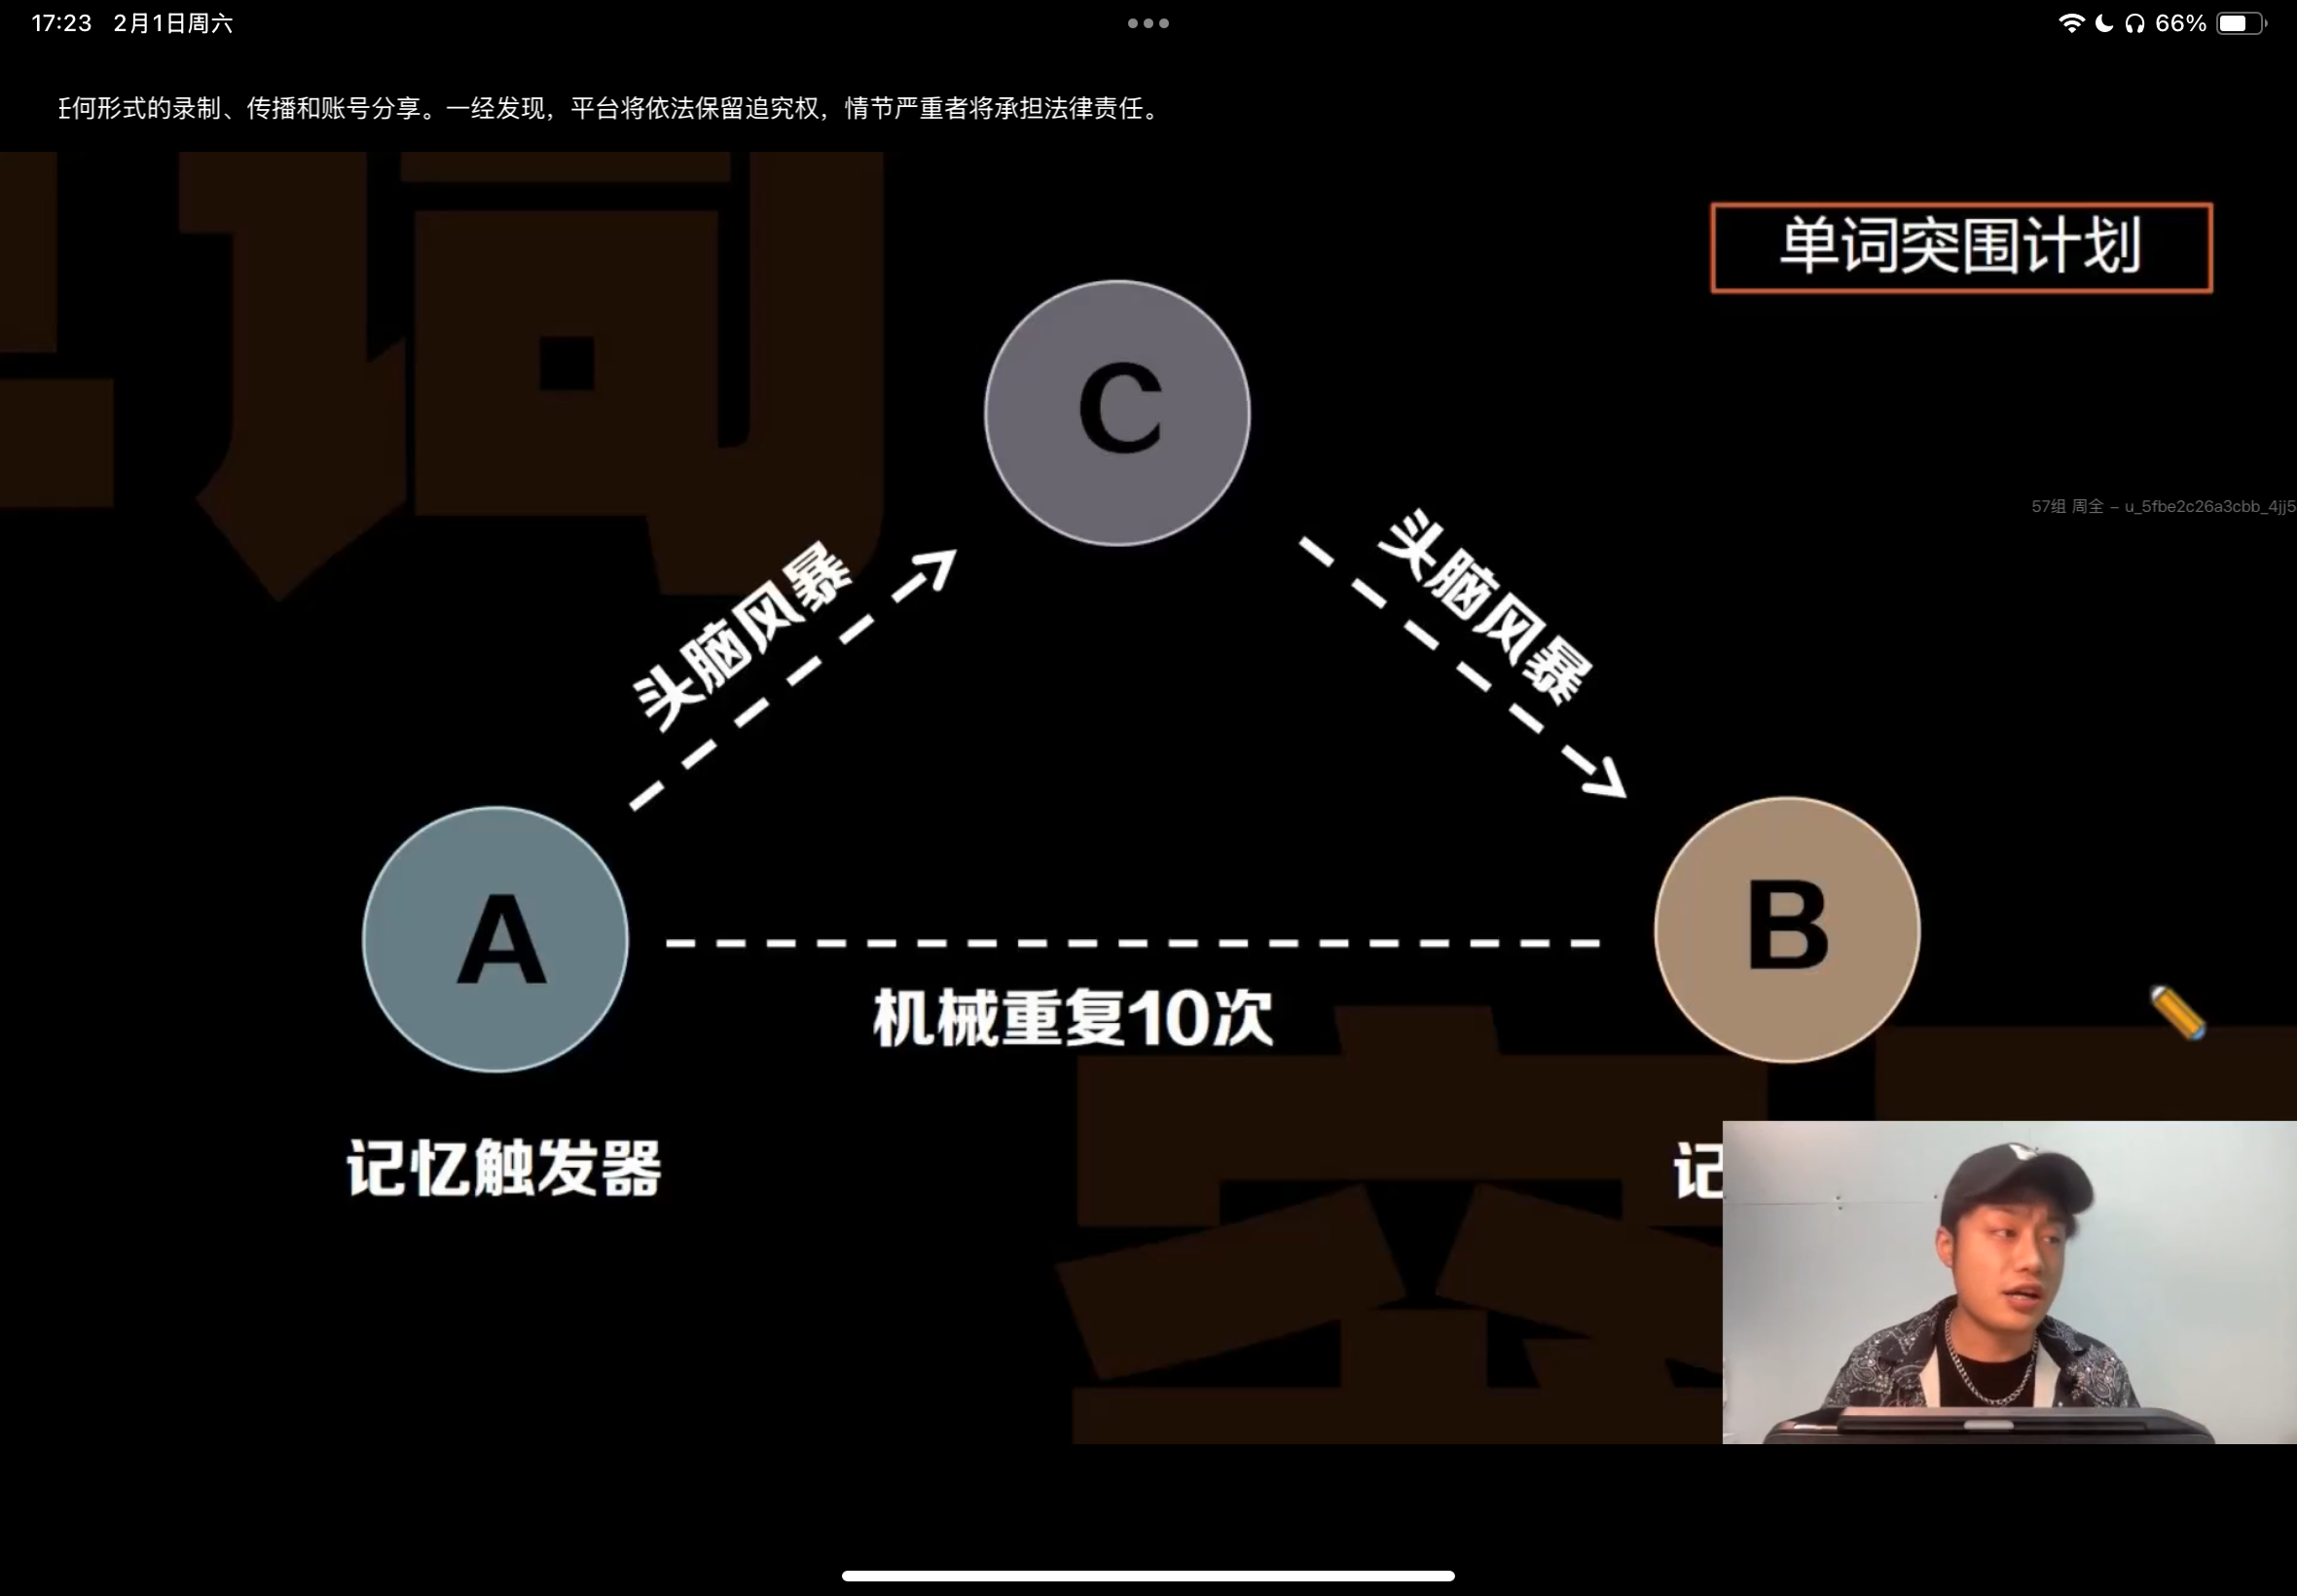 17:23 2月1日周六
66%
任何形式的录制、传播和账号分享。一经发现，平台将依法保留追究权，情节严重者将承担法律责任。
单词突围计划
C
57组 周全 – u_5fbe2c26a3cbb_4jj5
头脑风暴
头脑风暴
A
B
机械重复10次
记忆触发器
记